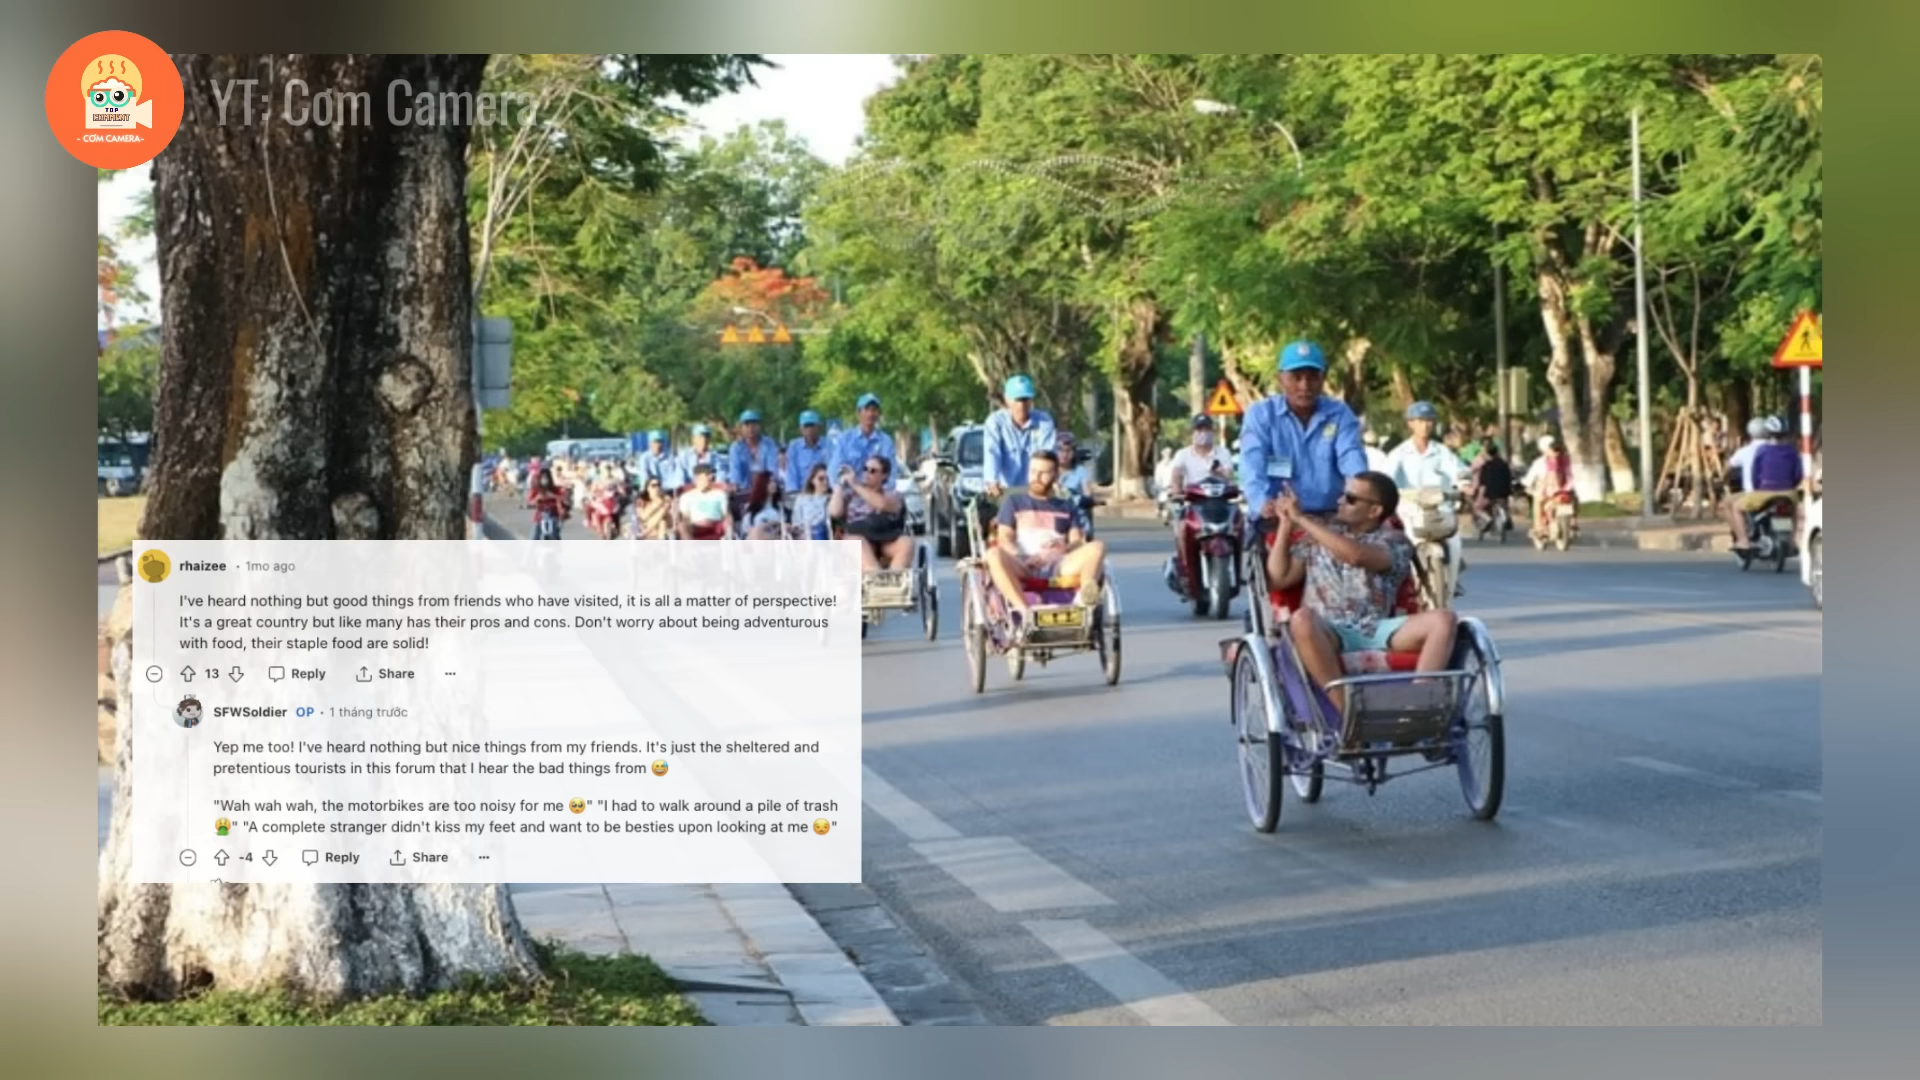 YT: Cơm Camera
TOP
COMMENT
- CƠM CAMERA-
rhaizee • 1mo ago
I've heard nothing but good things from friends who have visited, it is all a matter of perspective!
It's a great country but like many has their pros and cons. Don't worry about being adventurous
with food, their staple food are solid!
13 Reply Share ...
SFWSoldier OP • 1 tháng trước
Yep me too! I've heard nothing but nice things from my friends. It's just the sheltered and
pretentious tourists in this forum that I hear the bad things from 😅
"Wah wah wah, the motorbikes are too noisy for me 🥺" "I had to walk around a pile of trash
🤮" "A complete stranger didn't kiss my feet and want to be besties upon looking at me 😒"
-4 Reply Share ...